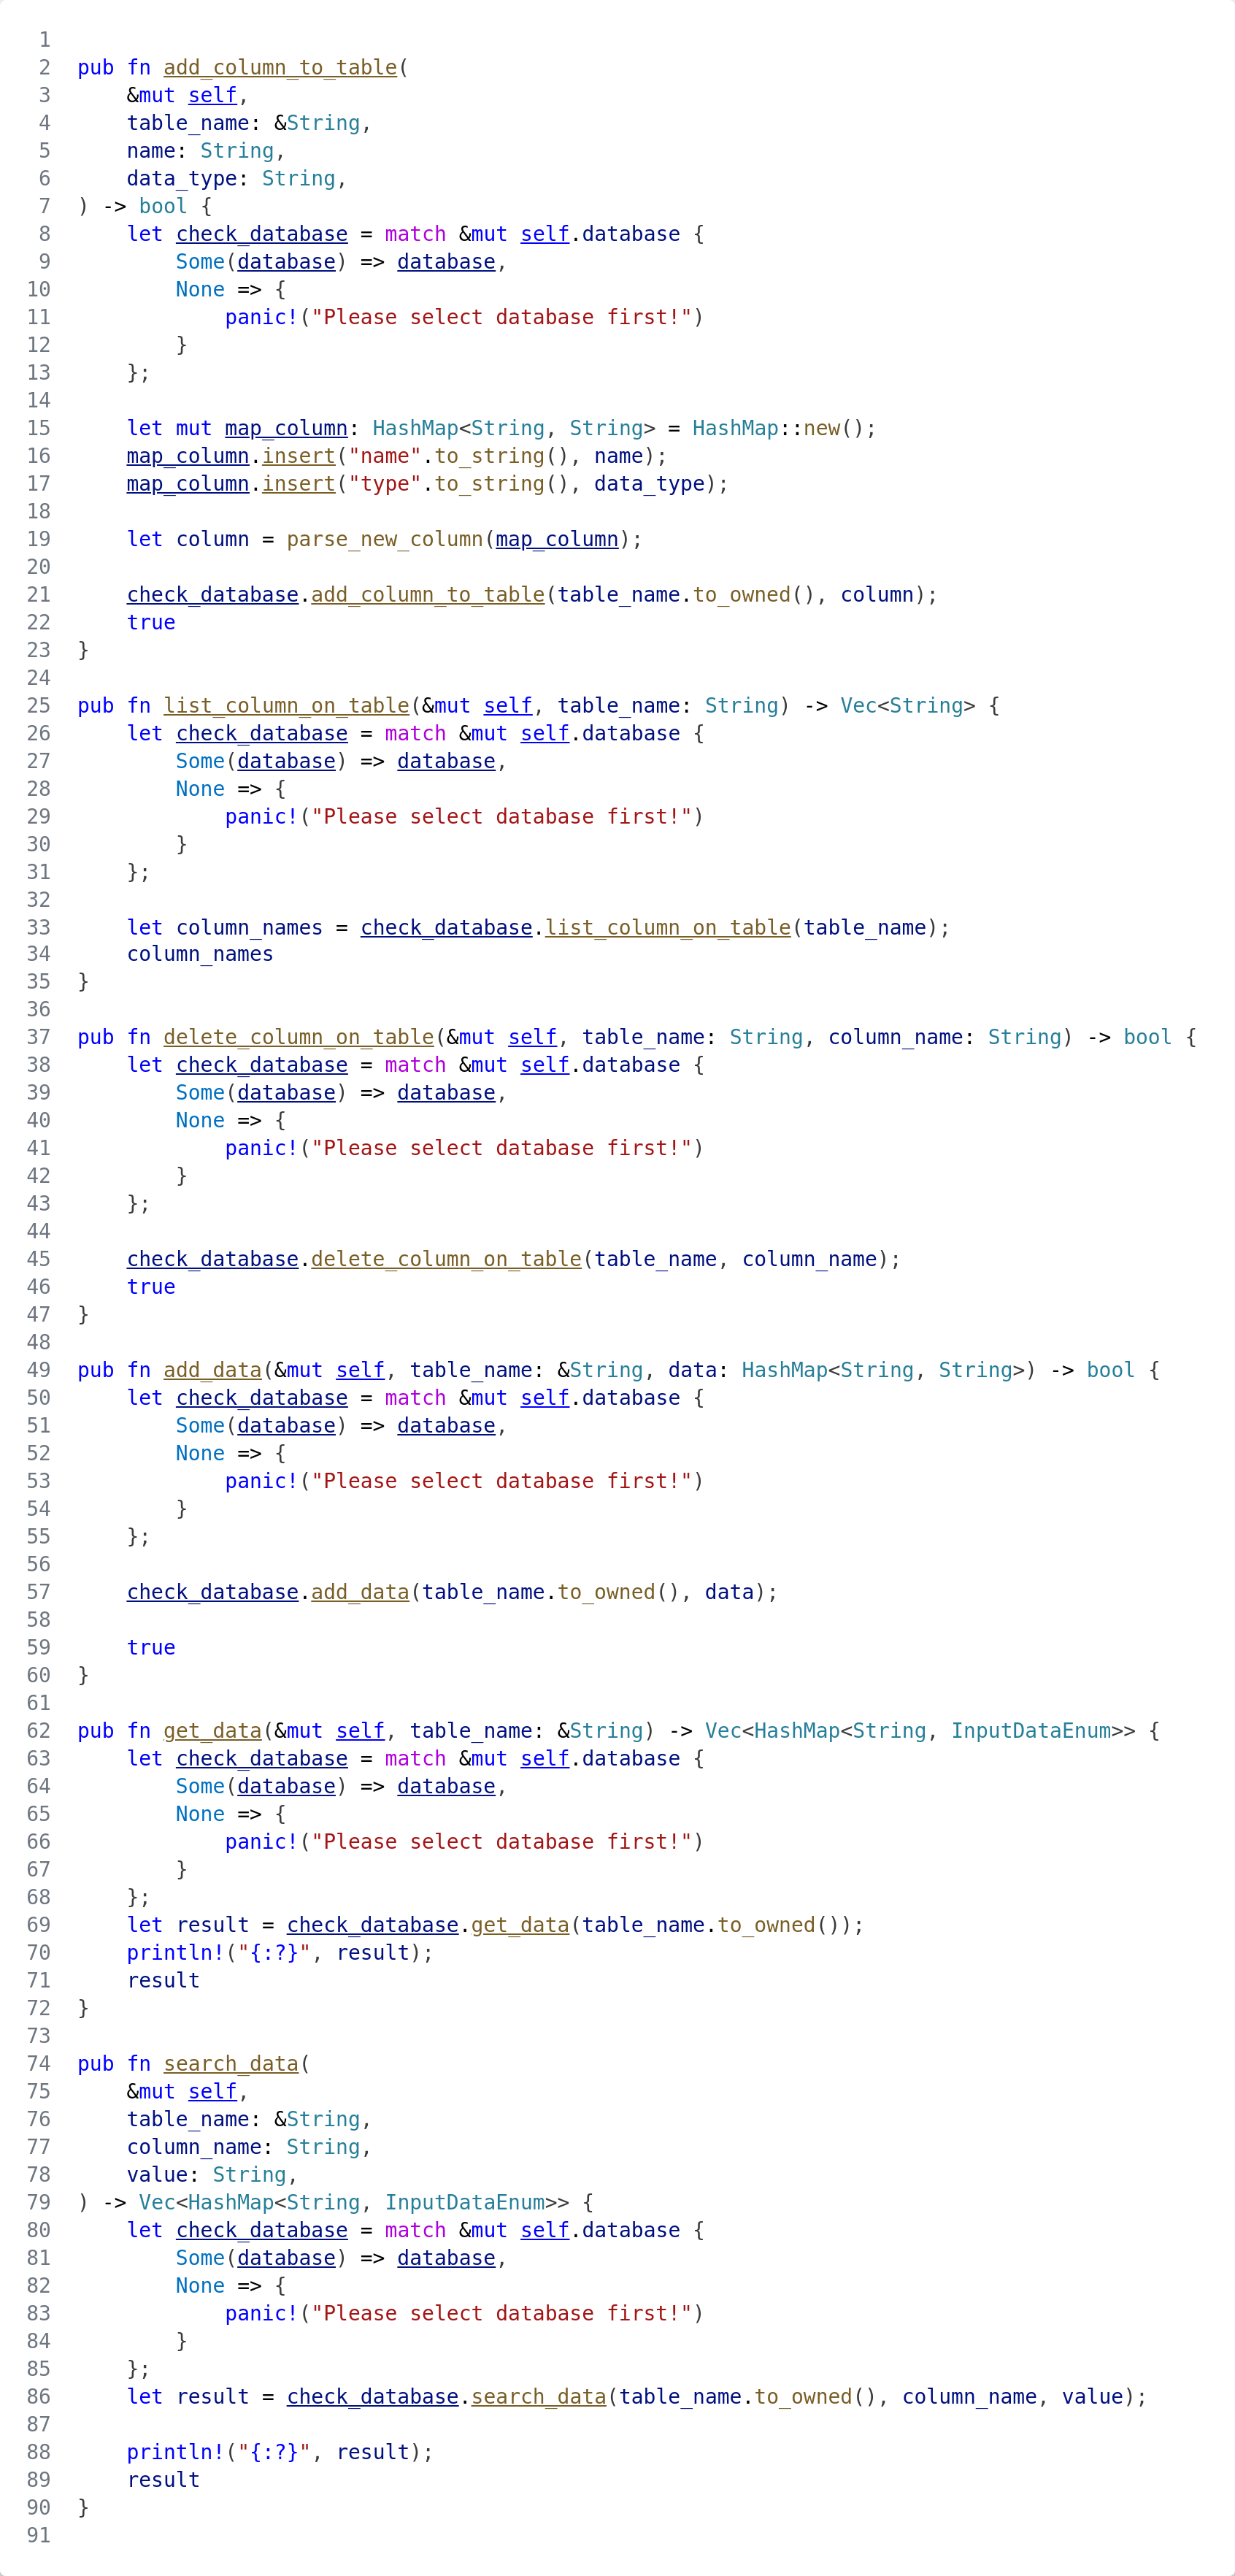 1
2 pub fn add_column_to_table(
3     &mut self,
4     table_name: &String,
5     name: String,
6     data_type: String,
7 ) -> bool {
8     let check_database = match &mut self.database {
9         Some(database) => database,
10         None => {
11             panic!("Please select database first!")
12         }
13     };
14
15     let mut map_column: HashMap<String, String> = HashMap::new();
16     map_column.insert("name".to_string(), name);
17     map_column.insert("type".to_string(), data_type);
18
19     let column = parse_new_column(map_column);
20
21     check_database.add_column_to_table(table_name.to_owned(), column);
22     true
23 }
24
25 pub fn list_column_on_table(&mut self, table_name: String) -> Vec<String> {
26     let check_database = match &mut self.database {
27         Some(database) => database,
28         None => {
29             panic!("Please select database first!")
30         }
31     };
32
33     let column_names = check_database.list_column_on_table(table_name);
34     column_names
35 }
36
37 pub fn delete_column_on_table(&mut self, table_name: String, column_name: String) -> bool {
38     let check_database = match &mut self.database {
39         Some(database) => database,
40         None => {
41             panic!("Please select database first!")
42         }
43     };
44
45     check_database.delete_column_on_table(table_name, column_name);
46     true
47 }
48
49 pub fn add_data(&mut self, table_name: &String, data: HashMap<String, String>) -> bool {
50     let check_database = match &mut self.database {
51         Some(database) => database,
52         None => {
53             panic!("Please select database first!")
54         }
55     };
56
57     check_database.add_data(table_name.to_owned(), data);
58
59     true
60 }
61
62 pub fn get_data(&mut self, table_name: &String) -> Vec<HashMap<String, InputDataEnum>> {
63     let check_database = match &mut self.database {
64         Some(database) => database,
65         None => {
66             panic!("Please select database first!")
67         }
68     };
69     let result = check_database.get_data(table_name.to_owned());
70     println!("{:?}", result);
71     result
72 }
73
74 pub fn search_data(
75     &mut self,
76     table_name: &String,
77     column_name: String,
78     value: String,
79 ) -> Vec<HashMap<String, InputDataEnum>> {
80     let check_database = match &mut self.database {
81         Some(database) => database,
82         None => {
83             panic!("Please select database first!")
84         }
85     };
86     let result = check_database.search_data(table_name.to_owned(), column_name, value);
87
88     println!("{:?}", result);
89     result
90 }
91